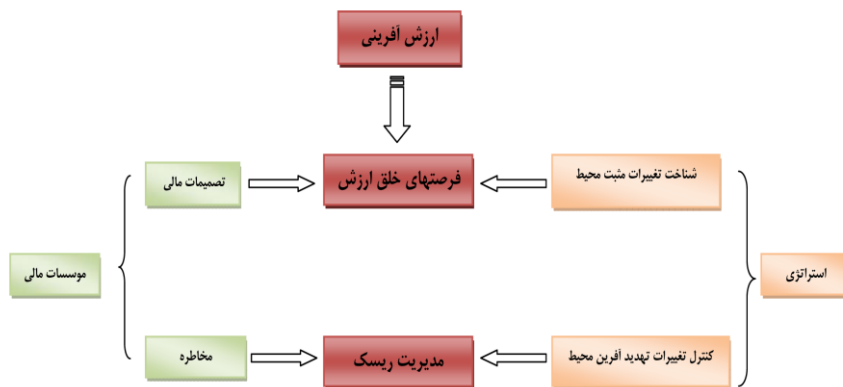 ارزش آفرینی
شناخت تغییرات مثبت محیط
فرصتهای خلق ارزش
تصمیمات مالی
استراتژی
موسسات مالی
کنترل تغییرات تهدید آفرین محیط
مدیریت ریسک
مخاطره